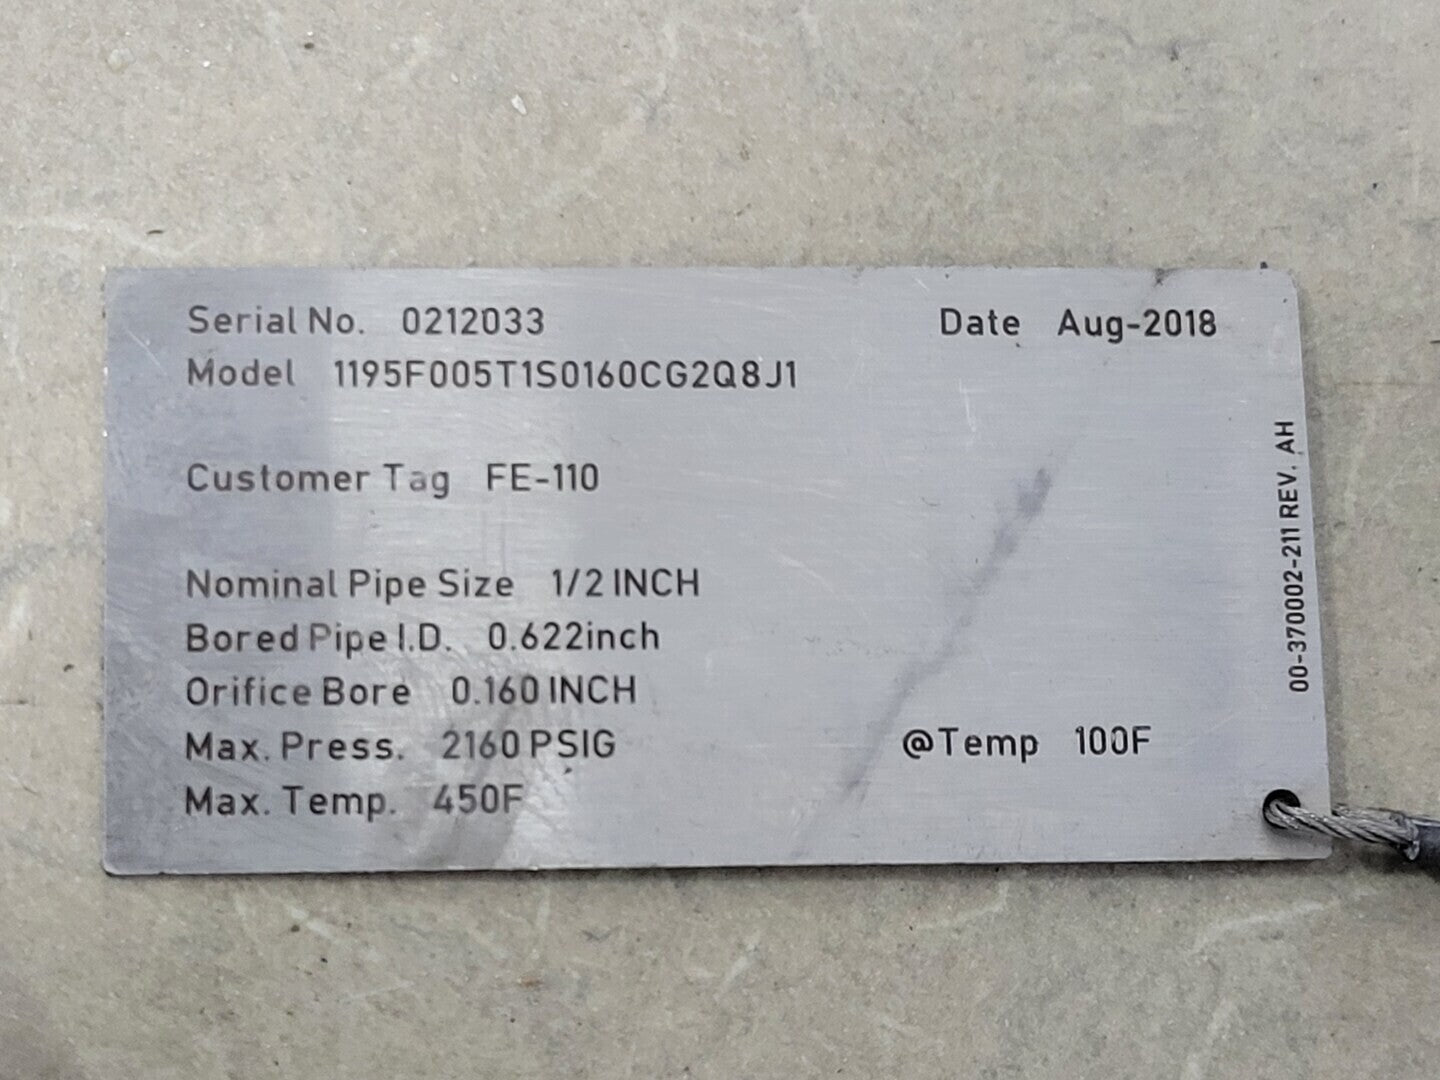 Serial No. 0212033 Date Aug-2018
Model 1195F005T1S0160CG2Q8J1
Customer Tag FE-110
Nominal Pipe Size 1/2 INCH
Bored Pipe I.D. 0.622inch
Orifice Bore 0.160 INCH
Max. Press. 2160 PSIG @Temp 100F
Max. Temp. 450F
00-370002-211 REV. AH